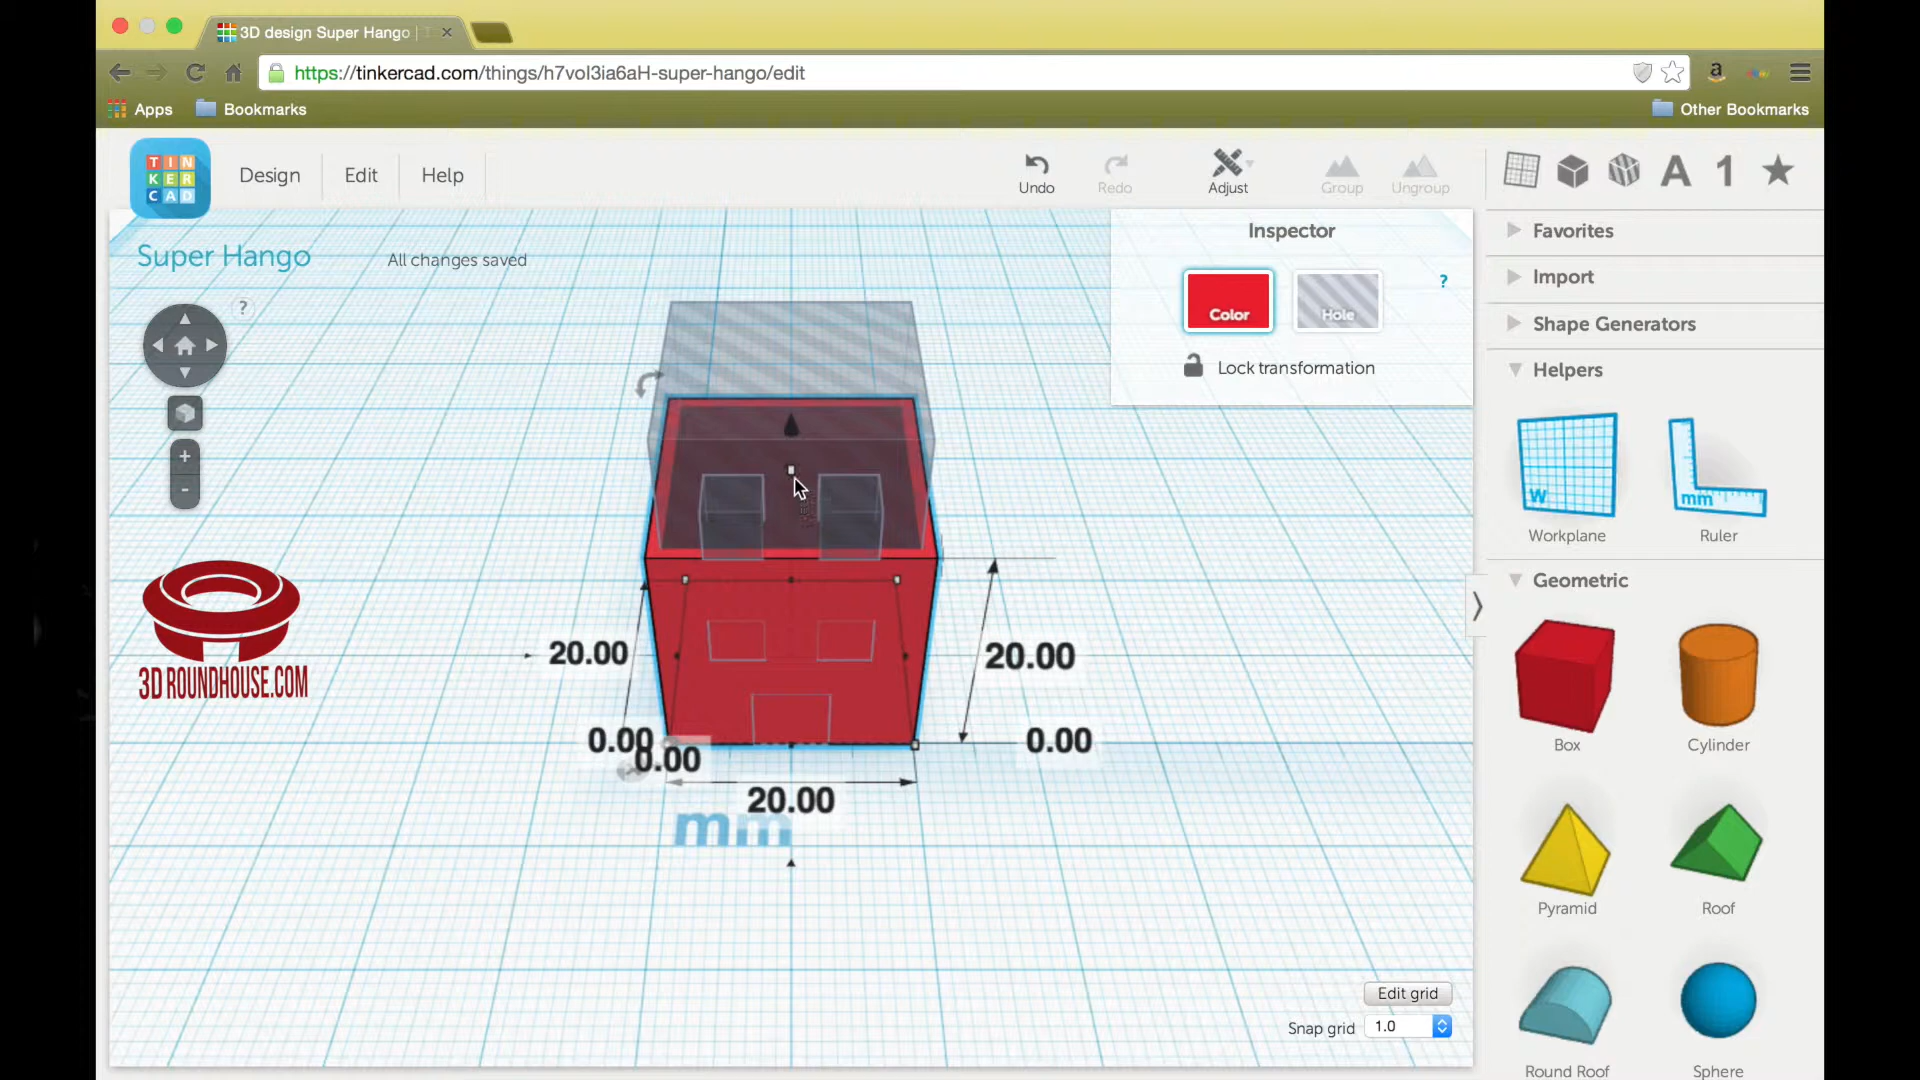 3D design Super Hango |
https://tinkercad.com/things/h7vol3ia6aH-super-hango/edit
Apps
Bookmarks
Other Bookmarks
TIN
KER
CAD
Design
Edit
Help
Undo
Redo
Adjust
Group
Ungroup
A
1
Super Hango
All changes saved
?
Inspector
Color
Hole
?
Lock transformation
Favorites
Import
Shape Generators
Helpers
W
mm
Workplane
Ruler
Geometric
Box
Cylinder
Pyramid
Roof
Round Roof
Sphere
+
-
3D ROUNDHOUSE.COM
20.00
20.00
0.00
0.00
0.00
20.00
mm
Edit grid
Snap grid
1.0